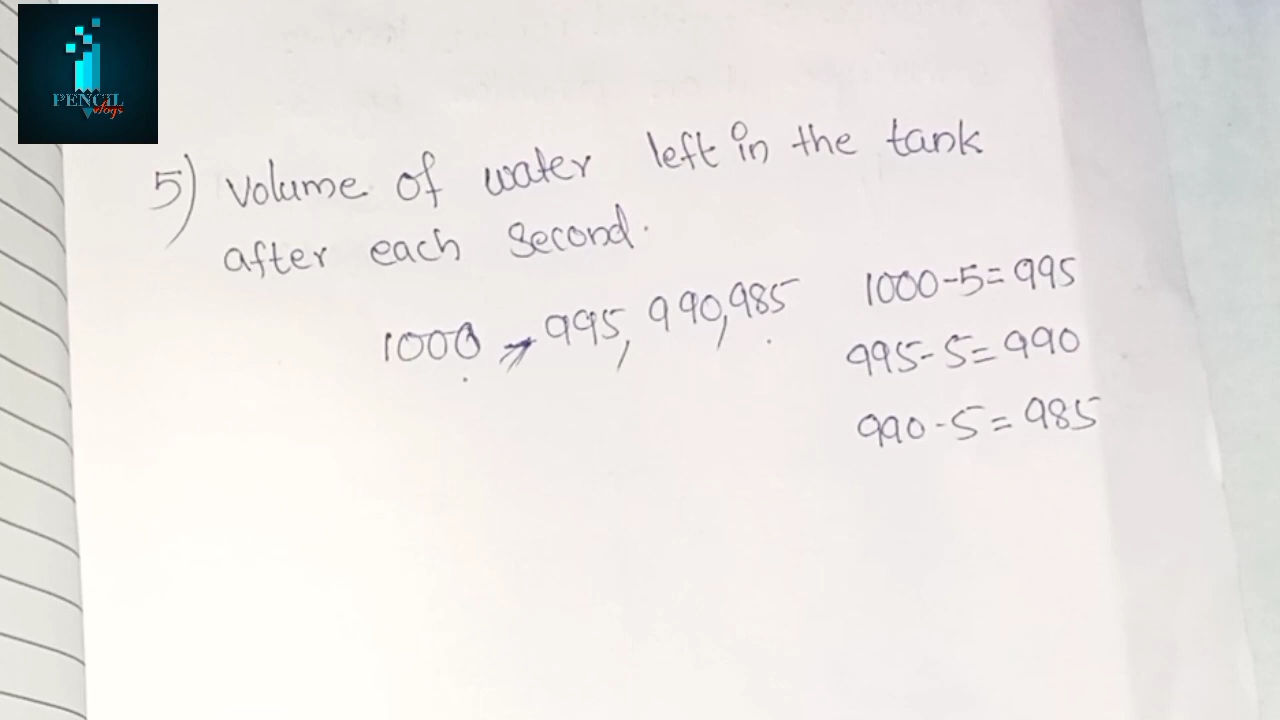 PENCIL
vlogs
5) Volume of water left in the tank
after each second.
1000 → 995, 990, 985
1000-5=995
995-5=990
990-5=985